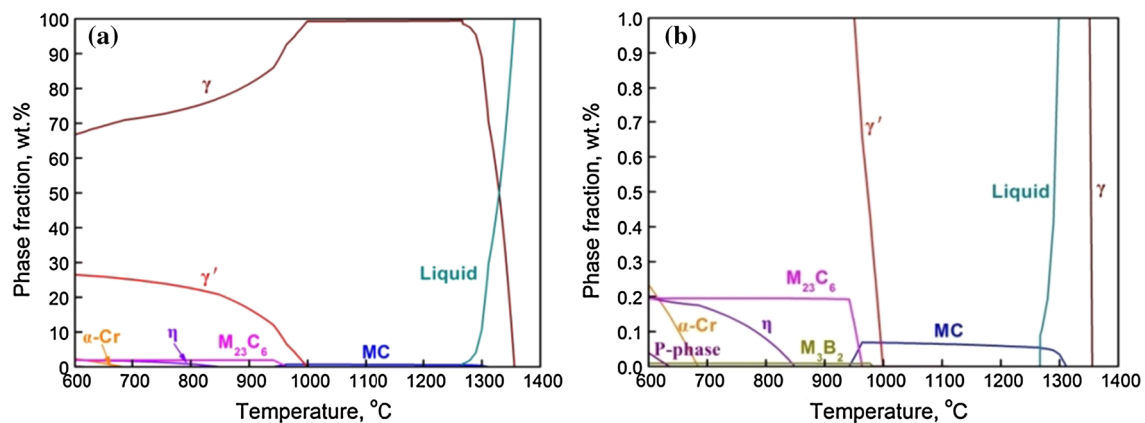 (a)
Phase fraction, wt.%
100
90
80
70
60
50
40
30
20
10
0
γ
γ′
α-Cr
η
M23C6
MC
Liquid
600 700 800 900 1000 1100 1200 1300 1400
Temperature, °C
(b)
Phase fraction, wt.%
1.0
0.9
0.8
0.7
0.6
0.5
0.4
0.3
0.2
0.1
0.0
γ′
Liquid
γ
M23C6
α-Cr
η
P-phase
M3B2
MC
600 700 800 900 1000 1100 1200 1300 1400
Temperature, °C